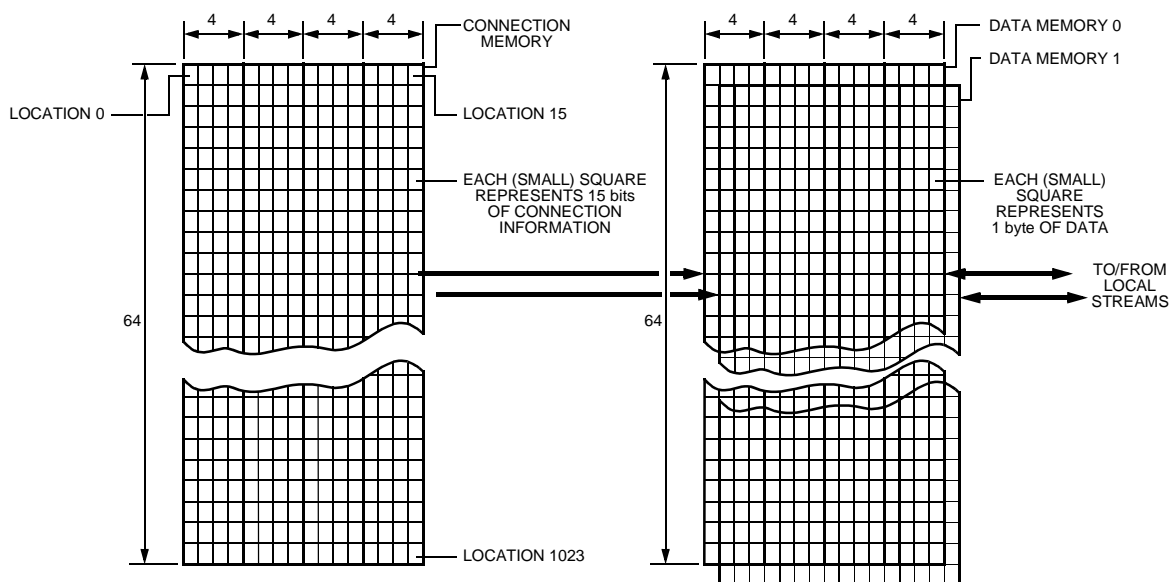 4 4 4 4
CONNECTION
MEMORY
LOCATION 0
LOCATION 15
EACH (SMALL) SQUARE
REPRESENTS 15 bits
OF CONNECTION
INFORMATION
64
LOCATION 1023
4 4 4 4
DATA MEMORY 0
DATA MEMORY 1
EACH (SMALL)
SQUARE
REPRESENTS
1 byte OF DATA
TO/FROM
LOCAL
STREAMS
64